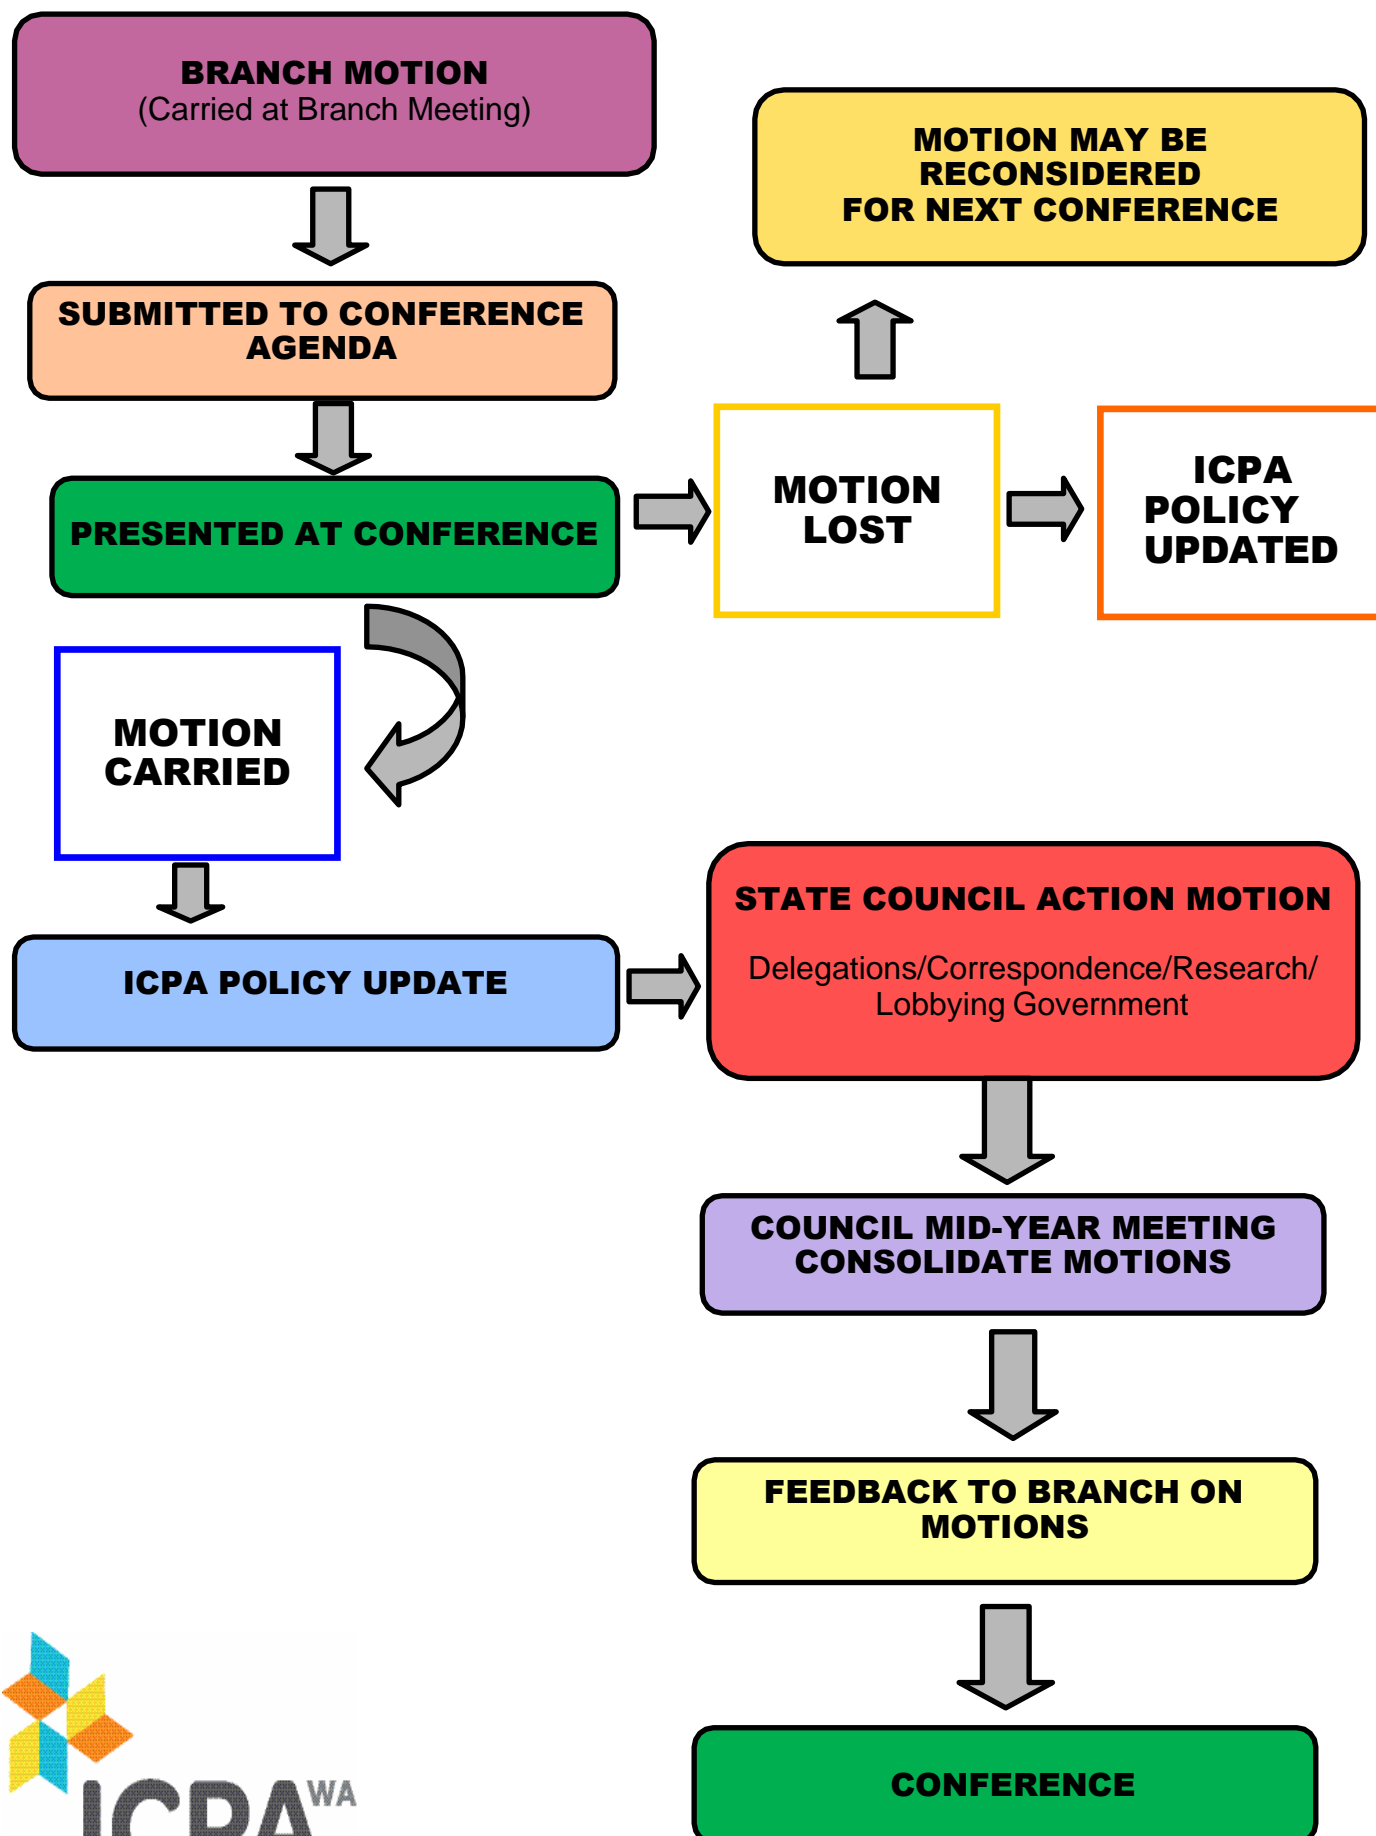 BRANCH MOTION
(Carried at Branch Meeting)
MOTION MAY BE
RECONSIDERED
FOR NEXT CONFERENCE
SUBMITTED TO CONFERENCE
AGENDA
PRESENTED AT CONFERENCE
MOTION
LOST
ICPA
POLICY
UPDATED
MOTION
CARRIED
ICPA POLICY UPDATE
STATE COUNCIL ACTION MOTION
Delegations/Correspondence/Research/
Lobbying Government
COUNCIL MID-YEAR MEETING
CONSOLIDATE MOTIONS
FEEDBACK TO BRANCH ON
MOTIONS
CONFERENCE
ICPA WA